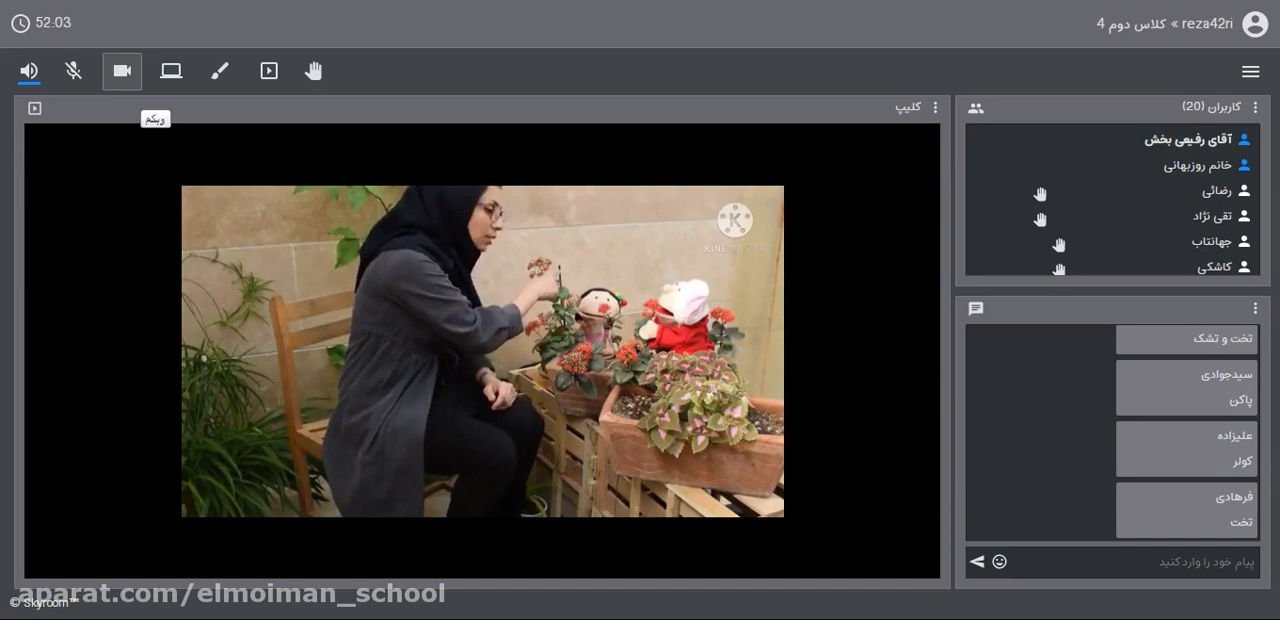 52.03
reza42ri » کلاس دوم 4
وبکم
کلیپ
KINEMASTER
کاربران (20)
آقای رفیعی بخش
خانم روزبهانی
رضائی
تقی نژاد
جهانتاب
کاشکی
تخت و تشک
سیدجوادی
پاکن
علیزاده
کولر
فرهادی
تخت
پیام خود را وارد کنید
aparat.com/elmoiman_school
© Skyroom™